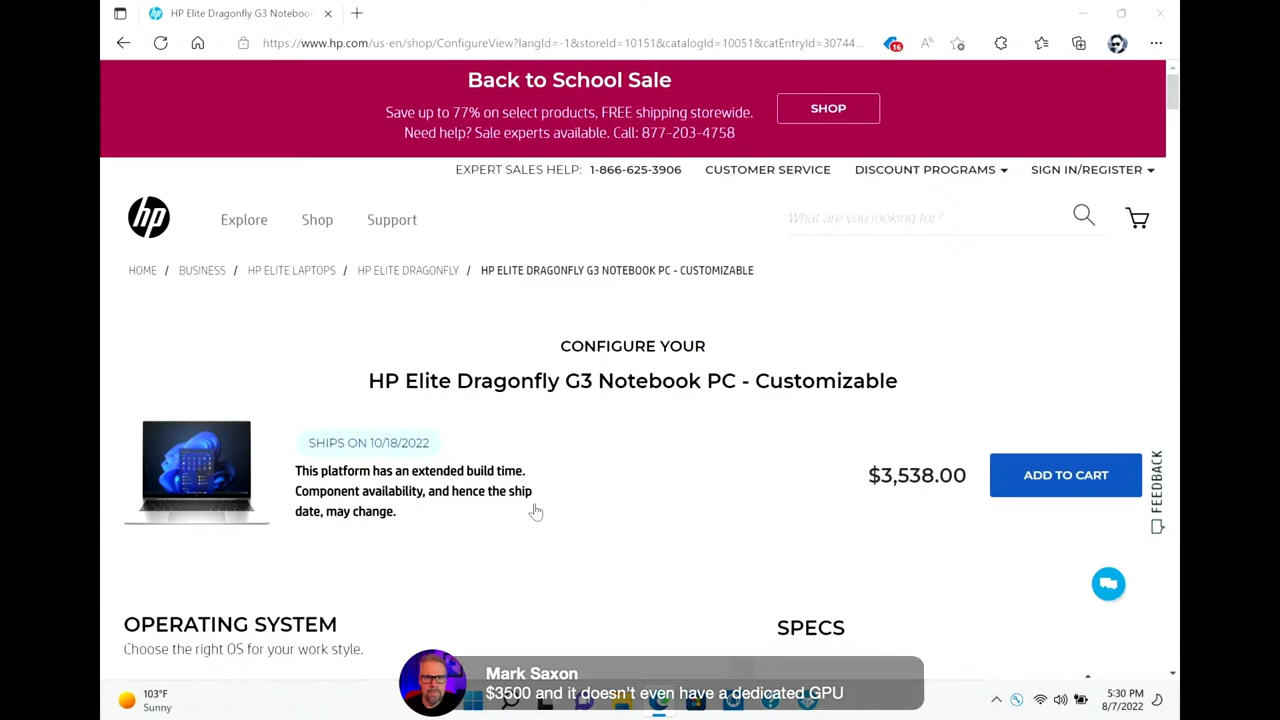 HP Elite Dragonfly G3 Notebook
https://www.hp.com/us-en/shop/ConfigureView?langId=-1&storeId=10151&catalogId=10051&catEntryId=30744...
16
Back to School Sale
Save up to 77% on select products, FREE shipping storewide.
Need help? Sale experts available. Call: 877-203-4758
SHOP
EXPERT SALES HELP: 1-866-625-3906 CUSTOMER SERVICE DISCOUNT PROGRAMS SIGN IN/REGISTER
hp
Explore Shop Support
What are you looking for?
HOME / BUSINESS / HP ELITE LAPTOPS / HP ELITE DRAGONFLY / HP ELITE DRAGONFLY G3 NOTEBOOK PC - CUSTOMIZABLE
CONFIGURE YOUR
HP Elite Dragonfly G3 Notebook PC - Customizable
SHIPS ON 10/18/2022
This platform has an extended build time.
Component availability, and hence the ship
date, may change.
$3,538.00
ADD TO CART
FEEDBACK
OPERATING SYSTEM
Choose the right OS for your work style.
SPECS
Mark Saxon
$3500 and it doesn't even have a dedicated GPU
103°F
Sunny
5:30 PM
8/7/2022